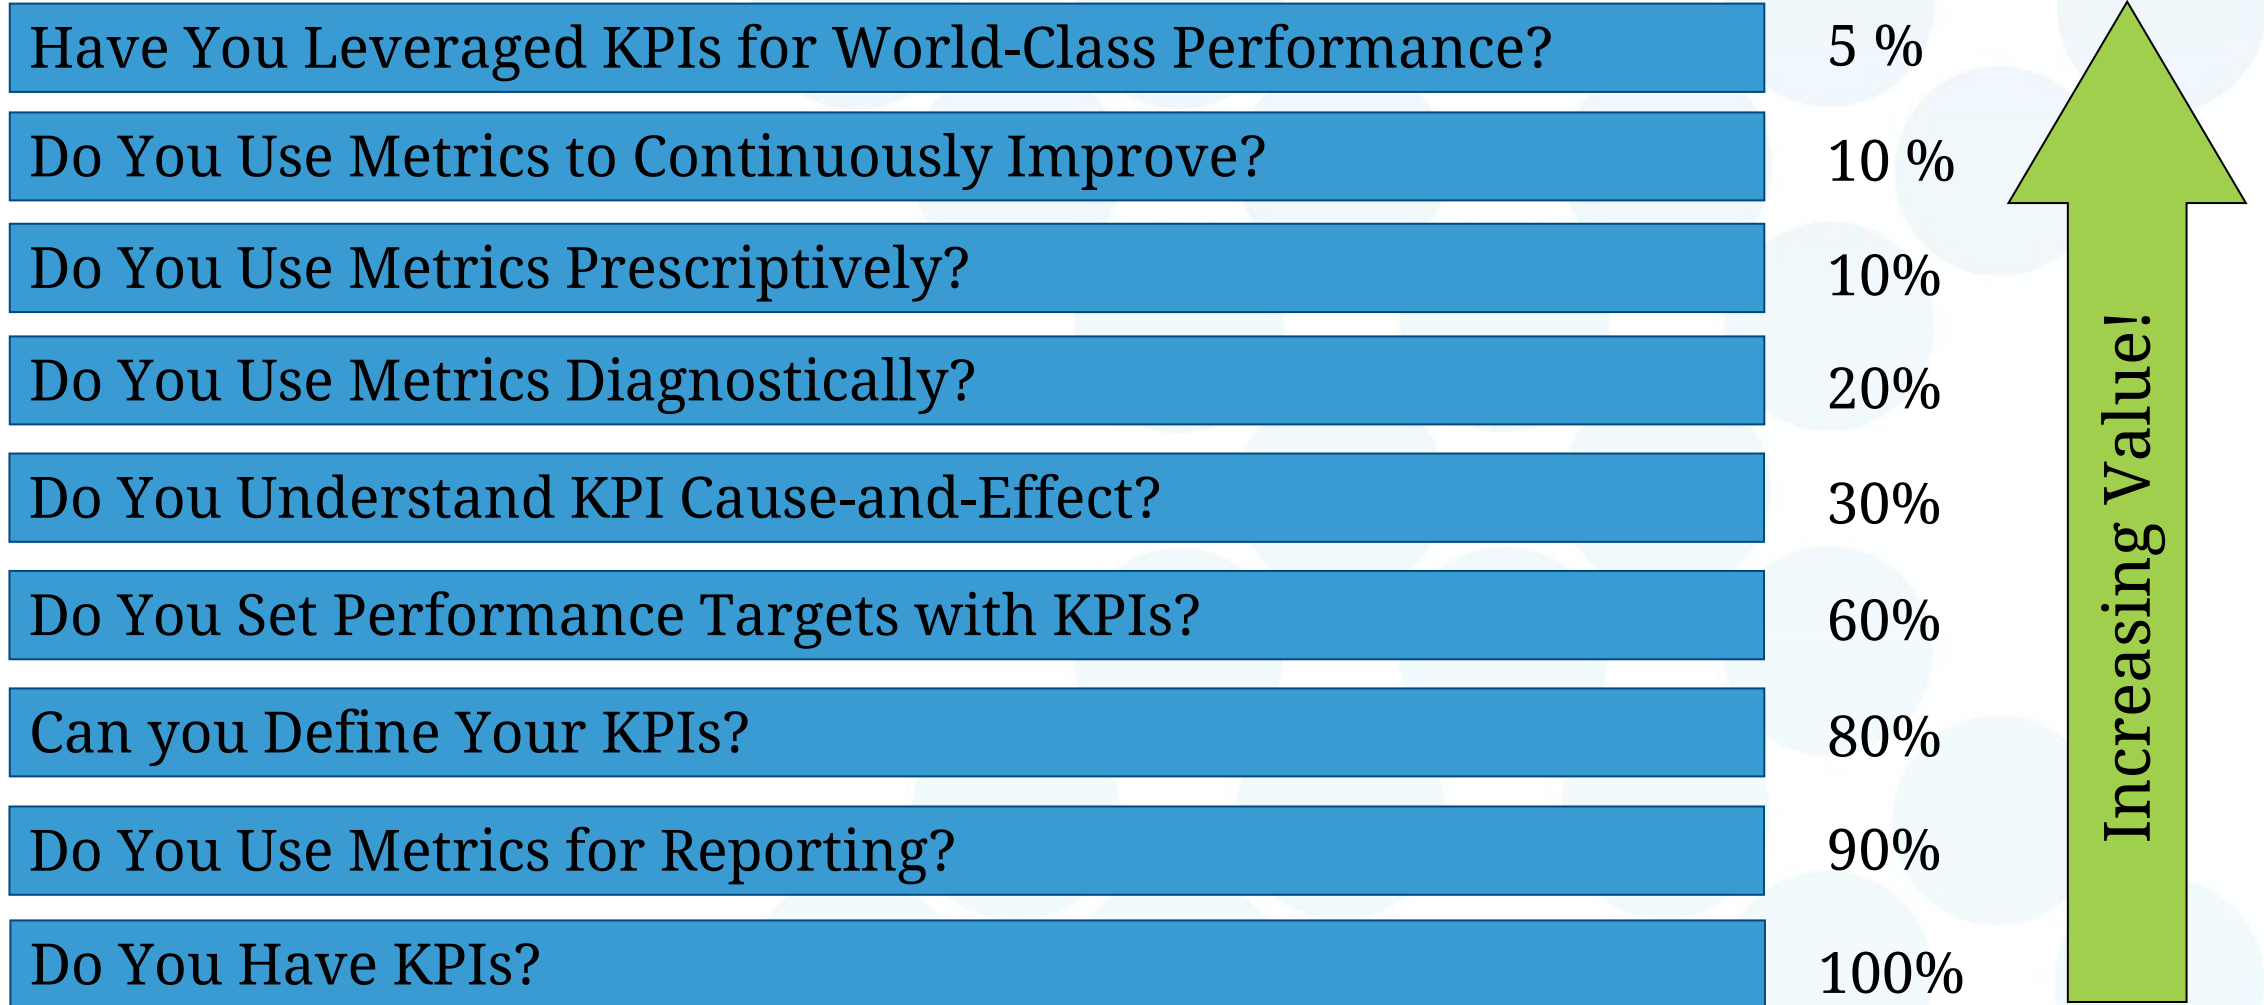 Have You Leveraged KPIs for World-Class Performance? 5 %
Do You Use Metrics to Continuously Improve? 10 %
Do You Use Metrics Prescriptively? 10%
Do You Use Metrics Diagnostically? 20%
Do You Understand KPI Cause-and-Effect? 30%
Do You Set Performance Targets with KPIs? 60%
Can you Define Your KPIs? 80%
Do You Use Metrics for Reporting? 90%
Do You Have KPIs? 100%
Increasing Value!